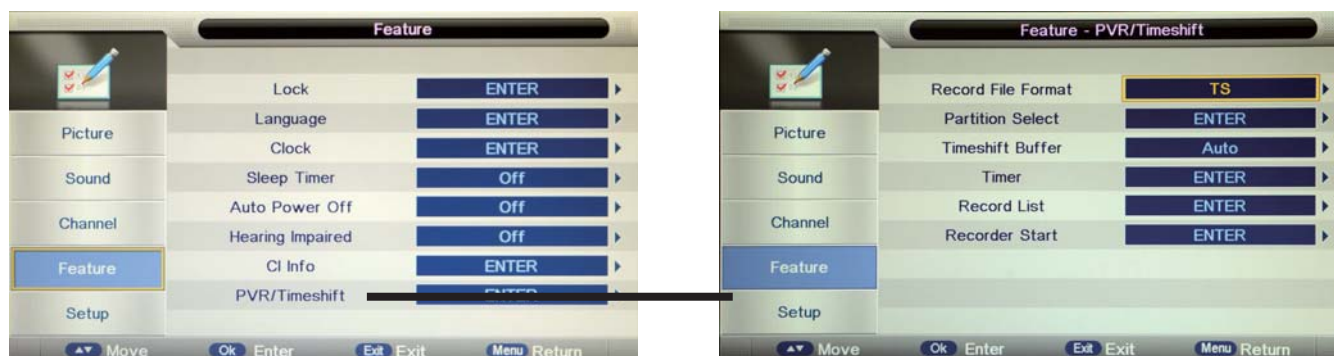 Feature
Picture
Sound
Channel
Feature
Setup
Lock ENTER
Language ENTER
Clock ENTER
Sleep Timer Off
Auto Power Off Off
Hearing Impaired Off
CI Info ENTER
PVR/Timeshift ENTER
Move Ok Enter Exit Exit Menu Return
Feature - PVR/Timeshift
Picture
Sound
Channel
Feature
Setup
Record File Format TS
Partition Select ENTER
Timeshift Buffer Auto
Timer ENTER
Record List ENTER
Recorder Start ENTER
Move Ok Enter Exit Exit Menu Return